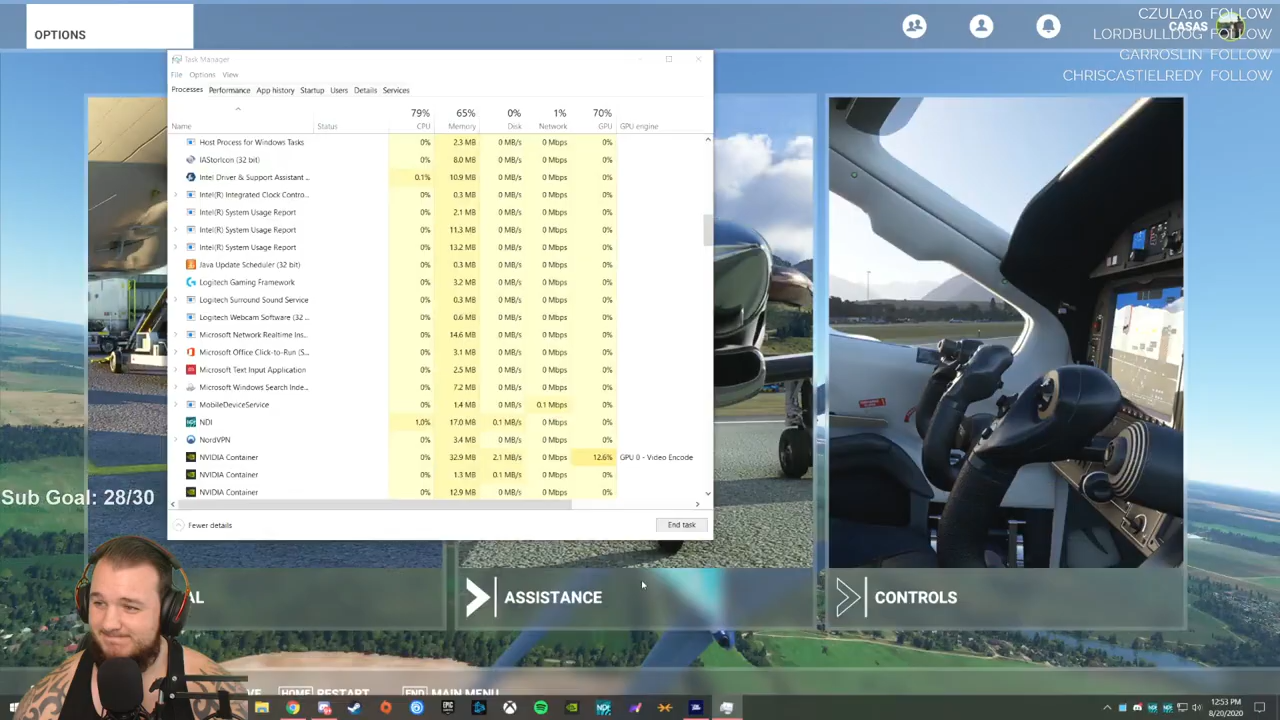 OPTIONS
CZULA10 FOLLOW
CASAS
LORDBULLDOG FOLLOW
GARROSLIN FOLLOW
CHRISCASTIELREDY FOLLOW
Task Manager
File Options View
Processes Performance App history Startup Users Details Services
79% 65% 0% 1% 70%
Name Status CPU Memory Disk Network GPU GPU engine
Host Process for Windows Tasks 0% 2.3 MB 0 MB/s 0 Mbps 0%
IAStorIcon (32 bit) 0% 8.0 MB 0 MB/s 0 Mbps 0%
Intel Driver & Support Assistant ... 0.1% 10.9 MB 0 MB/s 0 Mbps 0%
Intel(R) Integrated Clock Contro... 0% 0.3 MB 0 MB/s 0 Mbps 0%
Intel(R) System Usage Report 0% 2.1 MB 0 MB/s 0 Mbps 0%
Intel(R) System Usage Report 0% 11.3 MB 0 MB/s 0 Mbps 0%
Intel(R) System Usage Report 0% 13.2 MB 0 MB/s 0 Mbps 0%
Java Update Scheduler (32 bit) 0% 0.3 MB 0 MB/s 0 Mbps 0%
Logitech Gaming Framework 0% 3.2 MB 0 MB/s 0 Mbps 0%
Logitech Surround Sound Service 0% 0.3 MB 0 MB/s 0 Mbps 0%
Logitech Webcam Software (32 ... 0% 0.6 MB 0 MB/s 0 Mbps 0%
Microsoft Network Realtime Ins... 0% 14.6 MB 0 MB/s 0 Mbps 0%
Microsoft Office Click-to-Run (S... 0% 3.1 MB 0 MB/s 0 Mbps 0%
Microsoft Text Input Application 0% 2.5 MB 0 MB/s 0 Mbps 0%
Microsoft Windows Search Inde... 0% 7.2 MB 0 MB/s 0 Mbps 0%
MobileDeviceService 0% 1.4 MB 0 MB/s 0.1 Mbps 0%
NDI 1.0% 17.0 MB 0.1 MB/s 0 Mbps 0%
NordVPN 0% 3.4 MB 0 MB/s 0 Mbps 0%
NVIDIA Container 0% 32.9 MB 2.1 MB/s 0 Mbps 12.6% GPU 0 - Video Encode
NVIDIA Container 0% 1.3 MB 0.1 MB/s 0 Mbps 0%
NVIDIA Container 0% 12.9 MB 0 MB/s 0 Mbps 0%
Sub Goal: 28/30
Fewer details End task
AL ASSISTANCE CONTROLS
VE HOME RESTART END MAIN MENU
12:53 PM
8/20/2020